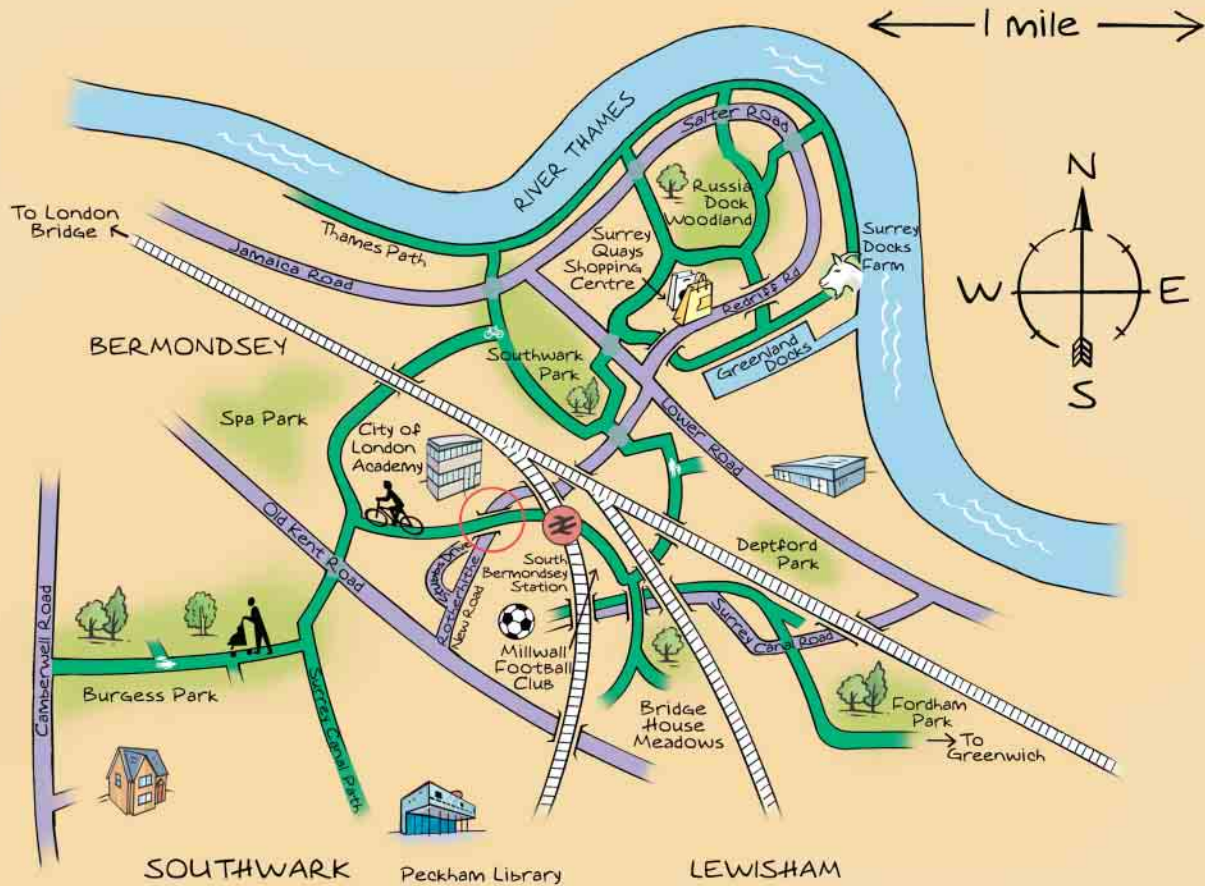 1 mile
RIVER THAMES
Salter Road
N
W
E
S
To London
Bridge
Thames Path
Jamaica Road
Russia
Dock
Woodland
Surrey
Quays
Shopping
Centre
Surrey
Docks
Farm
Redriff Rd
Greenland
Docks
BERMONDSEY
Southwark
Park
Spa Park
City of
London
Academy
Lower Road
Old Kent Road
Deptford
Park
South
Bermondsey
Station
Rotherhithe
New Road
Millwall
Football
Club
Surrey Canal Road
Camberwell Road
Burgess Park
Surrey Canal Path
Bridge
House
Meadows
Fordham
Park
To
Greenwich
SOUTHWARK
Peckham Library
LEWISHAM